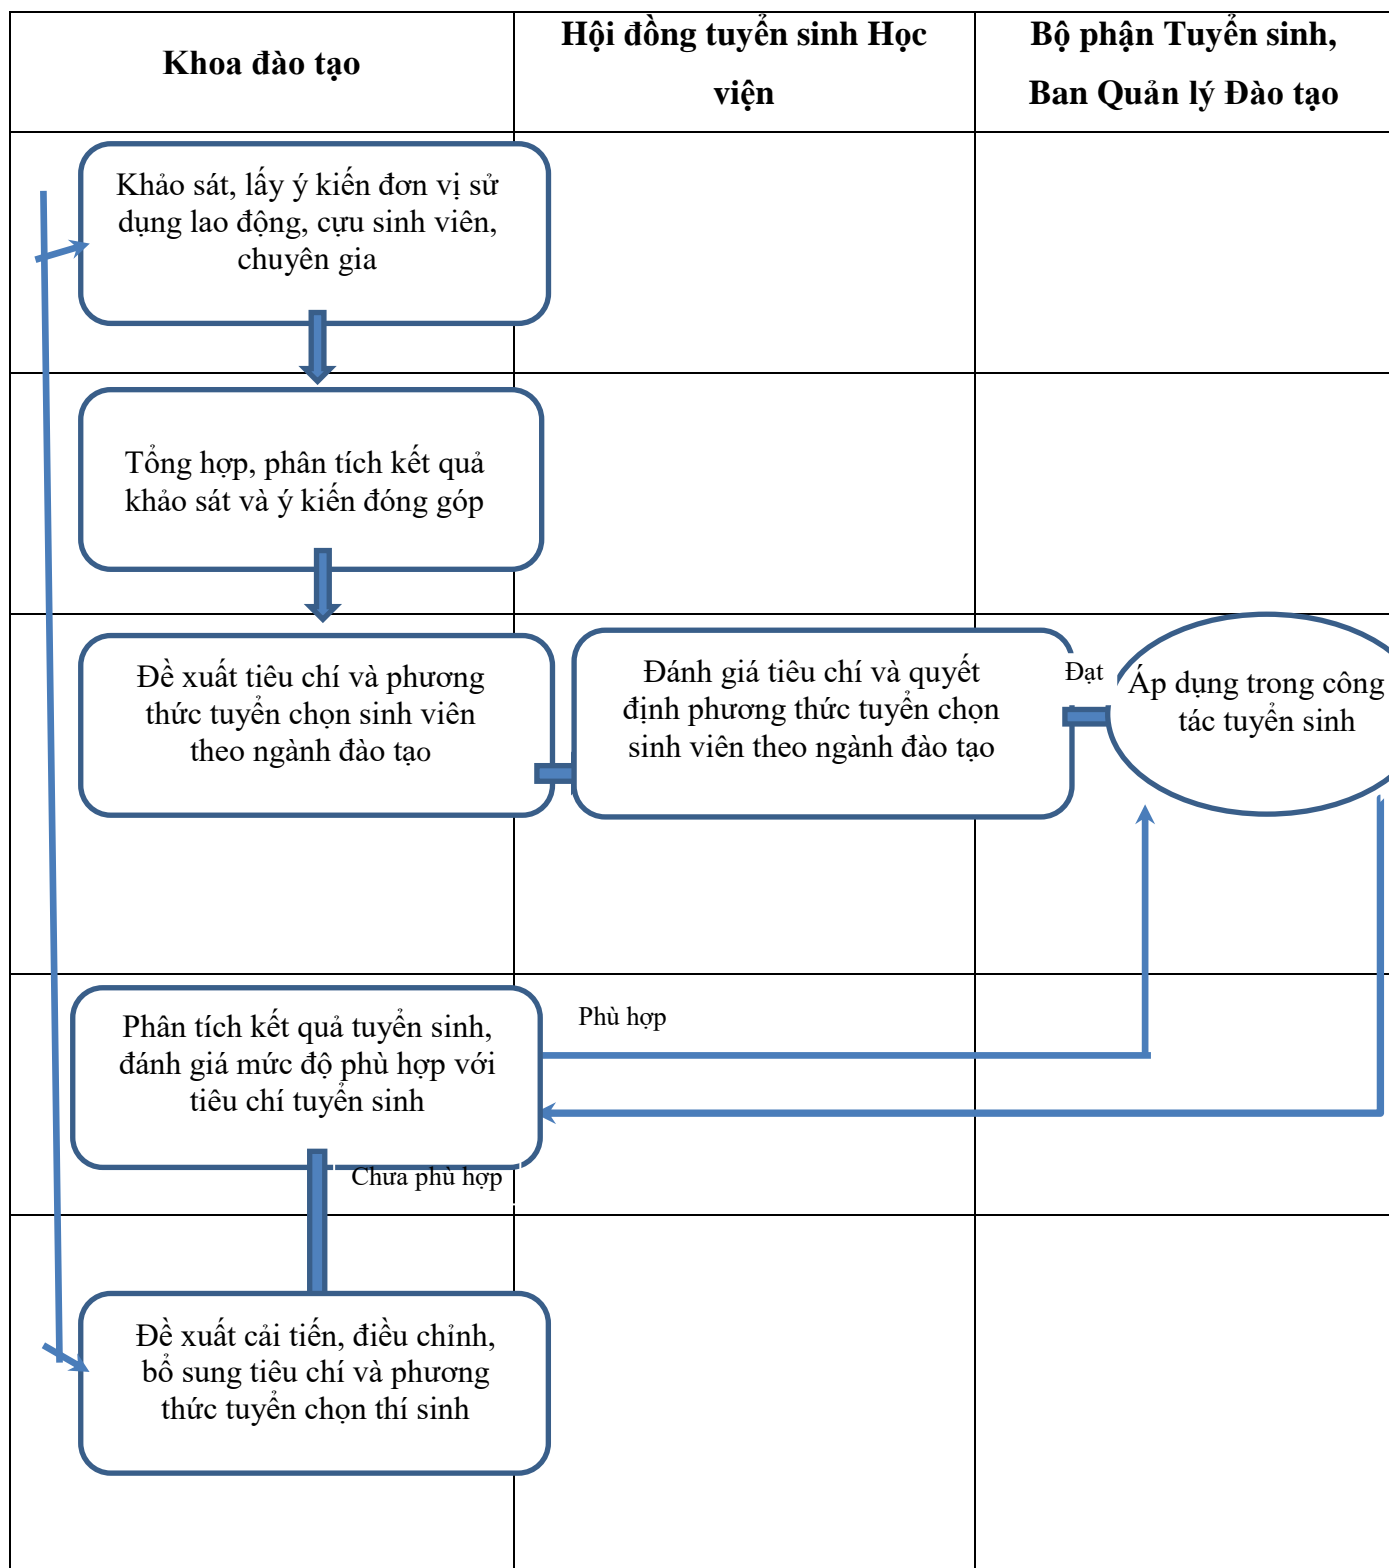 Khoa đào tạo
Hội đồng tuyển sinh Học
viện
Bộ phận Tuyển sinh,
Ban Quản lý Đào tạo
Khảo sát, lấy ý kiến đơn vị sử
dụng lao động, cựu sinh viên,
chuyên gia
Tổng hợp, phân tích kết quả
khảo sát và ý kiến đóng góp
Đề xuất tiêu chí và phương
thức tuyển chọn sinh viên
theo ngành đào tạo
Đánh giá tiêu chí và quyết
định phương thức tuyển chọn
sinh viên theo ngành đào tạo
Đạt
Áp dụng trong công
tác tuyển sinh
Phân tích kết quả tuyển sinh,
đánh giá mức độ phù hợp với
tiêu chí tuyển sinh
Phù hợp
Chưa phù hợp
Đề xuất cải tiến, điều chỉnh,
bổ sung tiêu chí và phương
thức tuyển chọn thí sinh